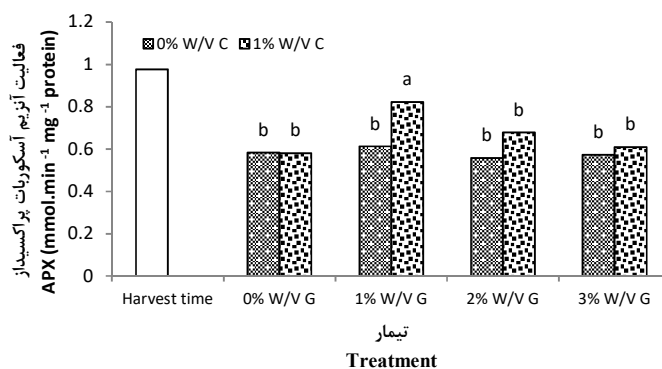 فعالیت آنزیم آسکوربات پراکسیداز
APX (mmol.min⁻¹ mg⁻¹ protein)
1.2
1
0.8
0.6
0.4
0.2
0
0% W/V C 1% W/V C
b b b a b b b b
Harvest time 0% W/V G 1% W/V G 2% W/V G 3% W/V G
تیمار
Treatment